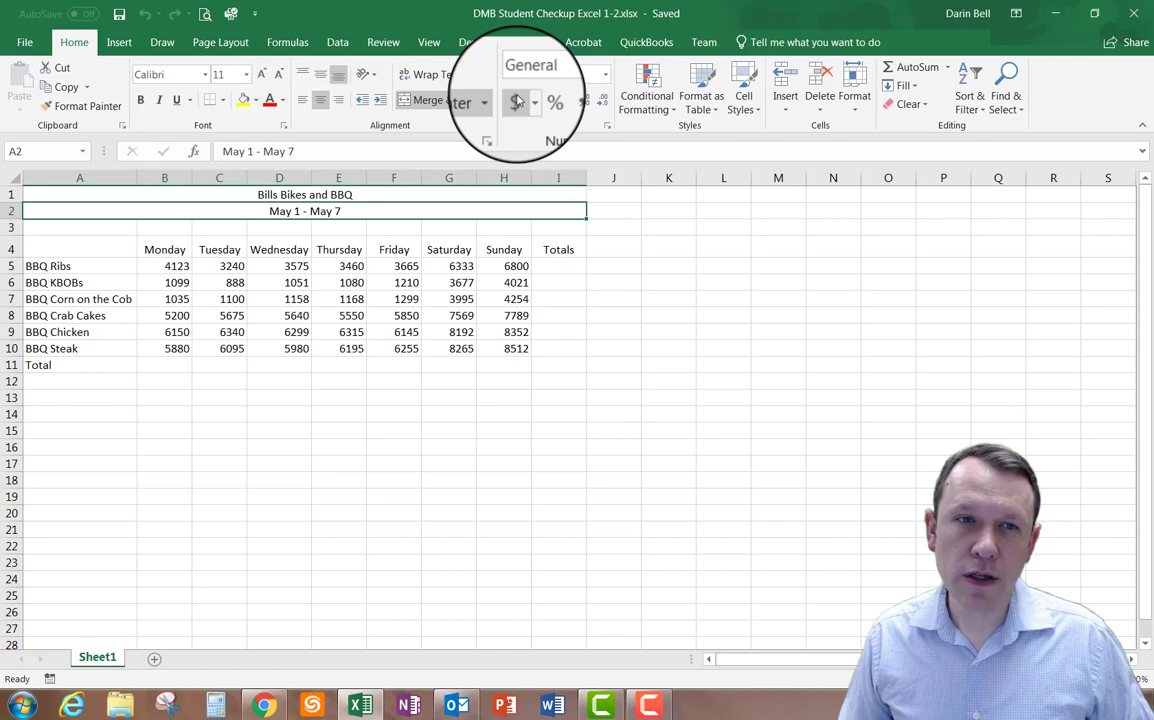 AutoSave Off DMB Student Checkup Excel 1-2.xlsx - Saved Darin Bell
File Home Insert Draw Page Layout Formulas Data Review View Acrobat QuickBooks Team Tell me what you want to do Share
Cut
Copy
Format Painter
Paste
Clipboard
Calibri 11
B I U
Font
Wrap Te
Merge
Alignment
General
$ %
ter
Nu
Conditional Formatting
Format as Table
Cell Styles
Styles
Insert Delete Format
Cells
AutoSum
Fill
Clear
Sort & Filter
Find & Select
Editing
A2 fx May 1 - May 7
A B C D E F G H I J K L M N O P Q R S
1 Bills Bikes and BBQ
2 May 1 - May 7
3
4 Monday Tuesday Wednesday Thursday Friday Saturday Sunday Totals
5 BBQ Ribs 4123 3240 3575 3460 3665 6333 6800
6 BBQ KBOBs 1099 888 1051 1080 1210 3677 4021
7 BBQ Corn on the Cob 1035 1100 1158 1168 1299 3995 4254
8 BBQ Crab Cakes 5200 5675 5640 5550 5850 7569 7789
9 BBQ Chicken 6150 6340 6299 6315 6145 8192 8352
10 BBQ Steak 5880 6095 5980 6195 6255 8265 8512
11 Total
12
13
14
15
16
17
18
19
20
21
22
23
24
25
26
27
28
Sheet1
Ready